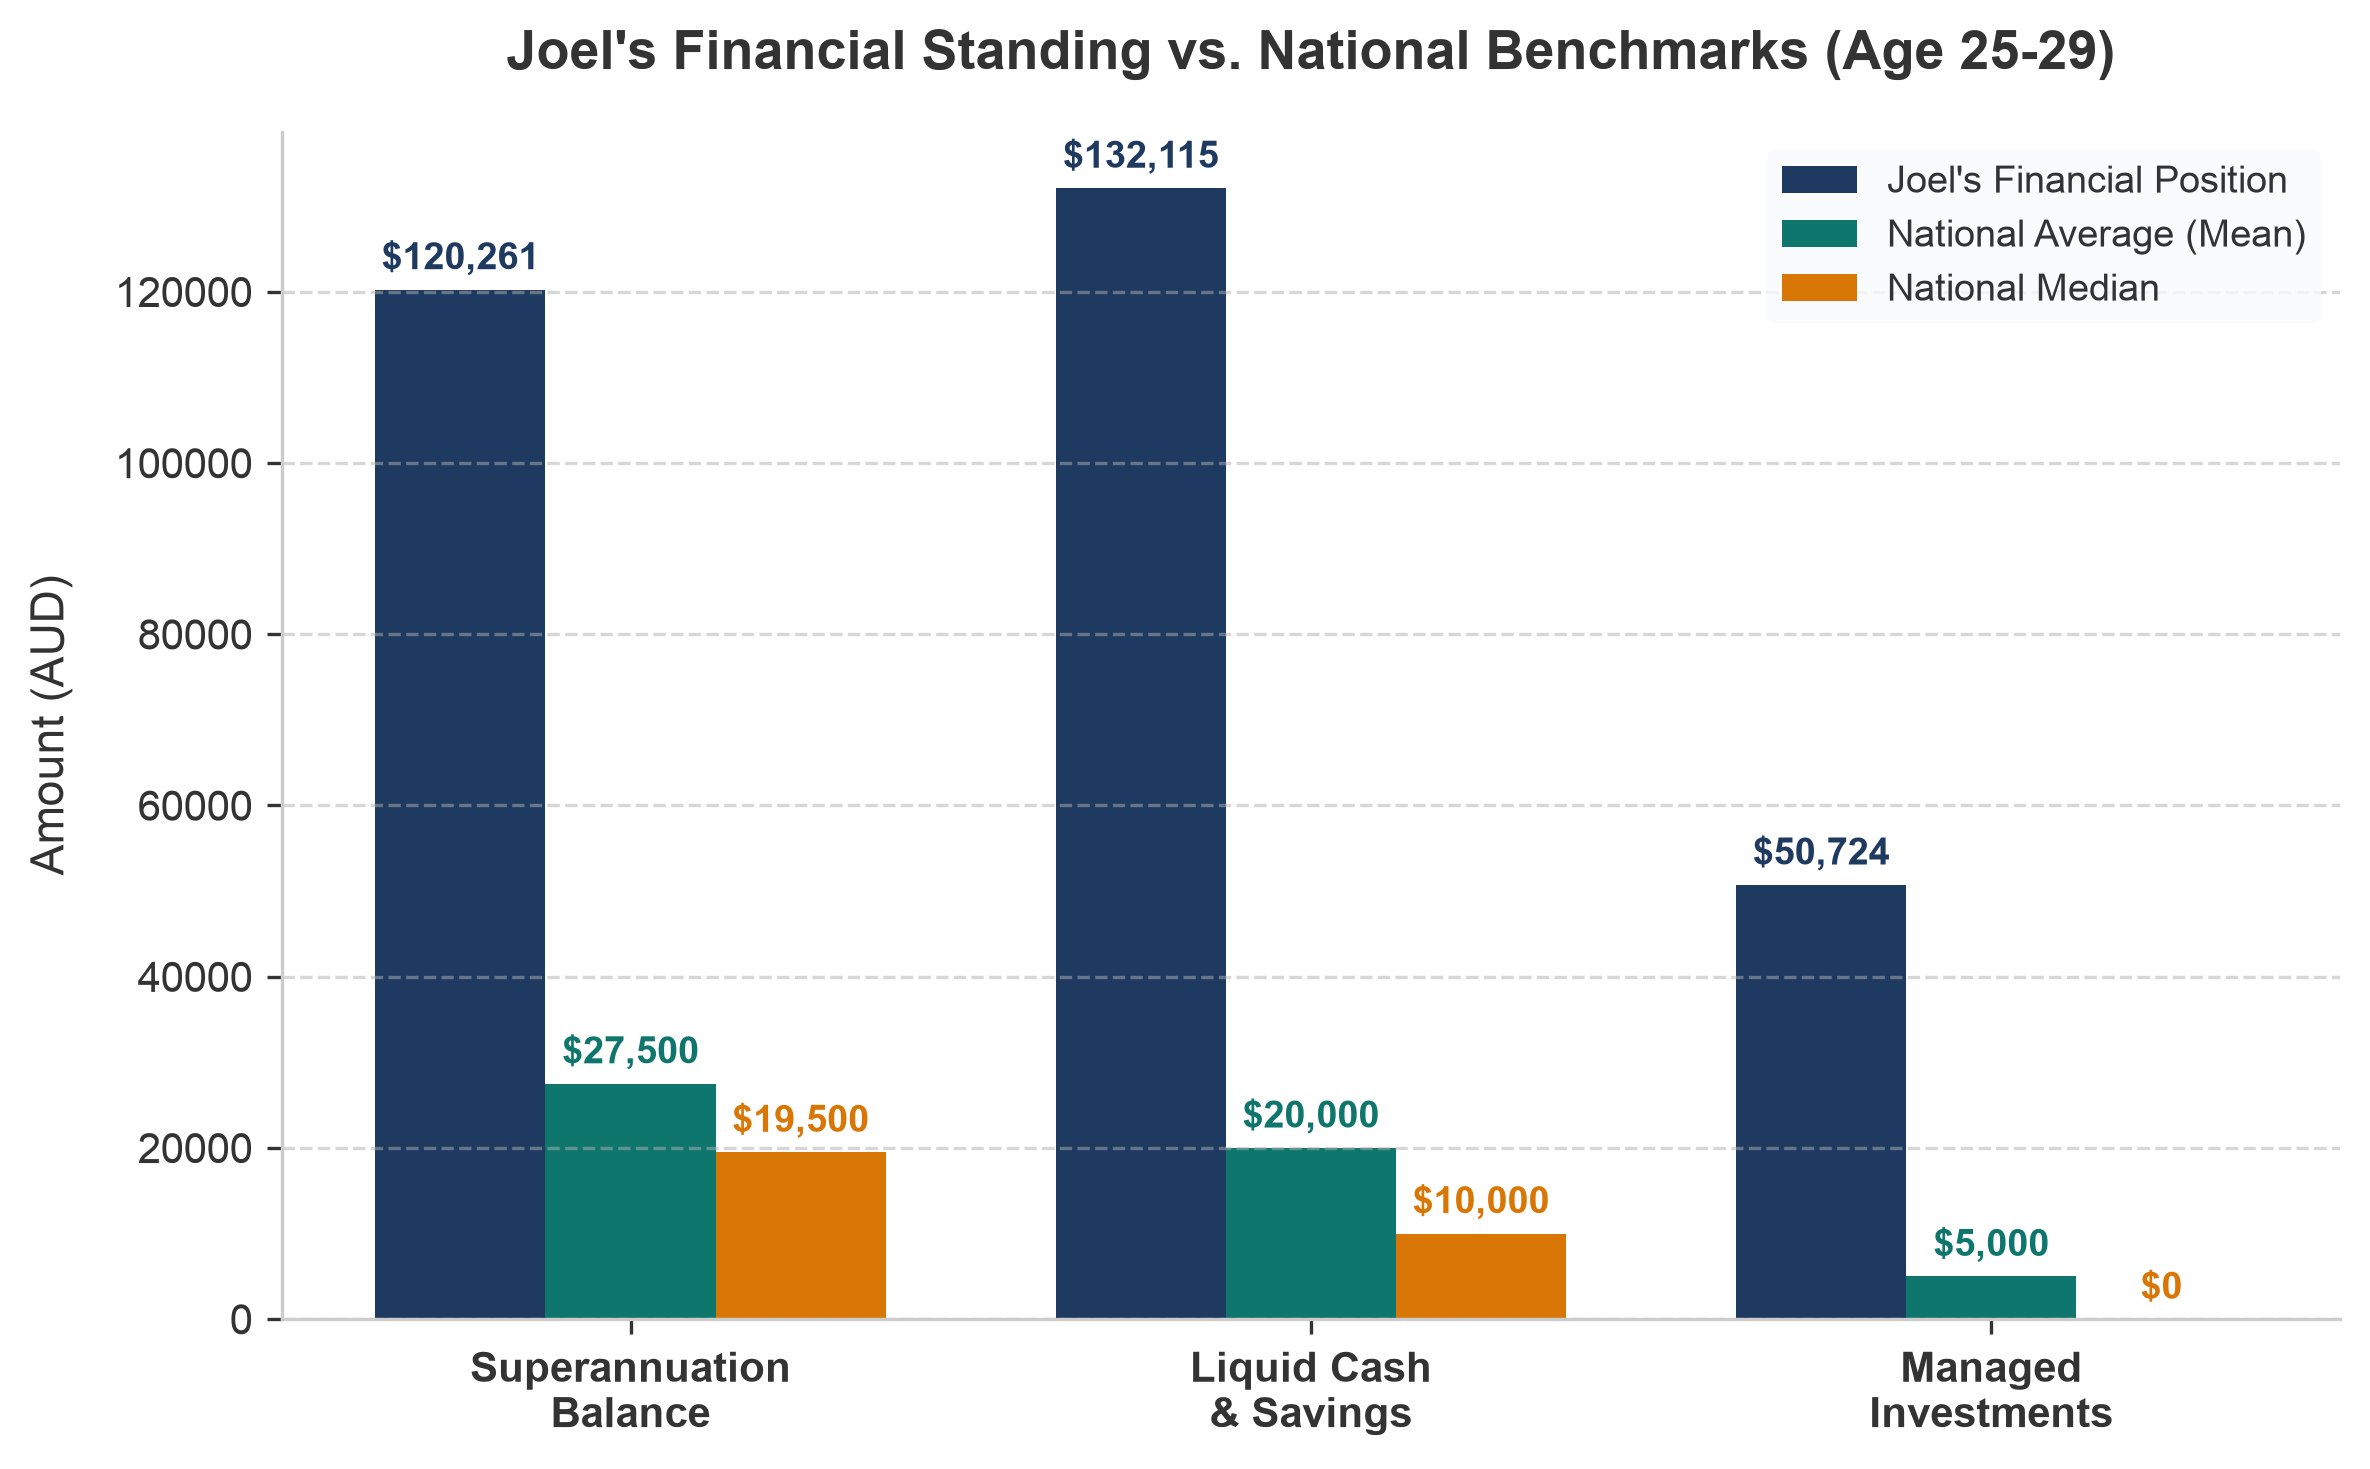 Joel's Financial Standing vs. National Benchmarks (Age 25-29)
Joel's Financial Position
National Average (Mean)
National Median
Amount (AUD)
120000
100000
80000
60000
40000
20000
0
$120,261
$27,500
$19,500
$132,115
$20,000
$10,000
$50,724
$5,000
$0
Superannuation
Balance
Liquid Cash
& Savings
Managed
Investments